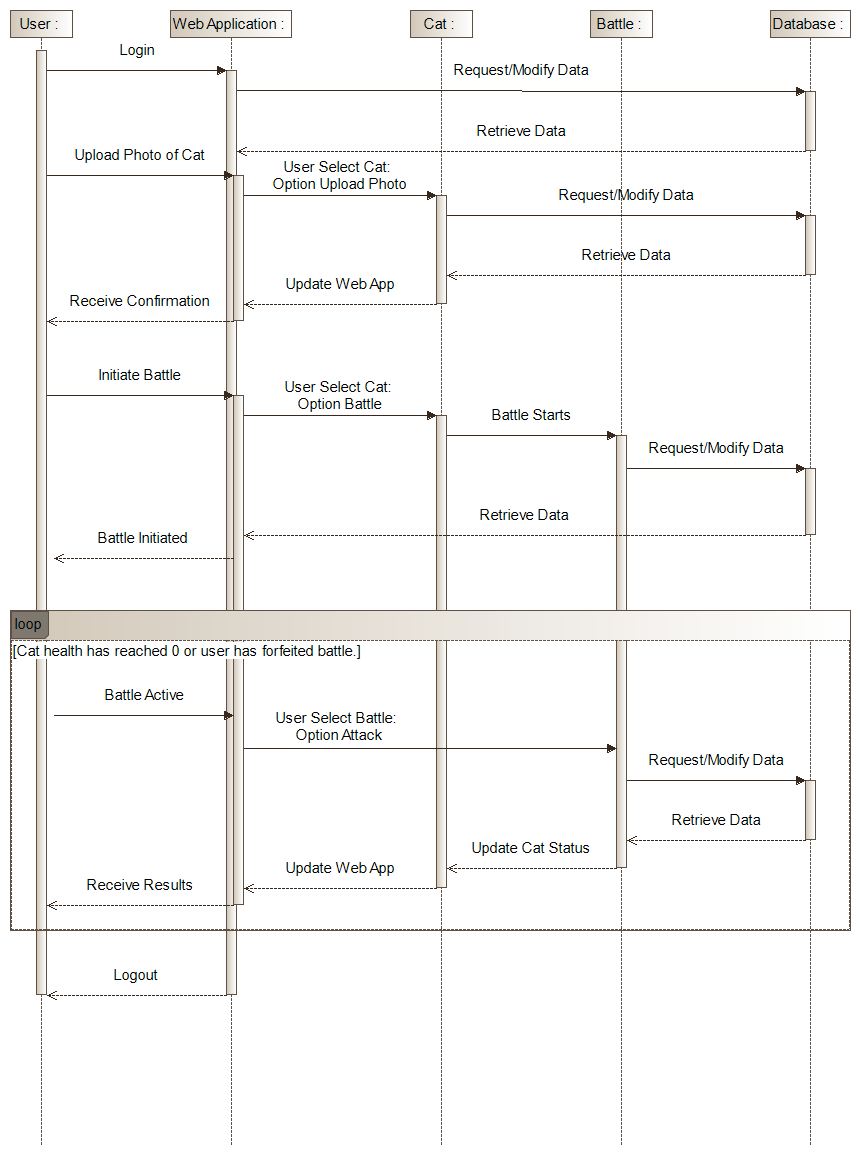 User :
Web Application :
Cat :
Battle :
Database :
Login
Request/Modify Data
Retrieve Data
Upload Photo of Cat
User Select Cat:
Option Upload Photo
Request/Modify Data
Retrieve Data
Update Web App
Receive Confirmation
Initiate Battle
User Select Cat:
Option Battle
Battle Starts
Request/Modify Data
Retrieve Data
Battle Initiated
loop
[Cat health has reached 0 or user has forfeited battle.]
Battle Active
User Select Battle:
Option Attack
Request/Modify Data
Retrieve Data
Update Cat Status
Update Web App
Receive Results
Logout